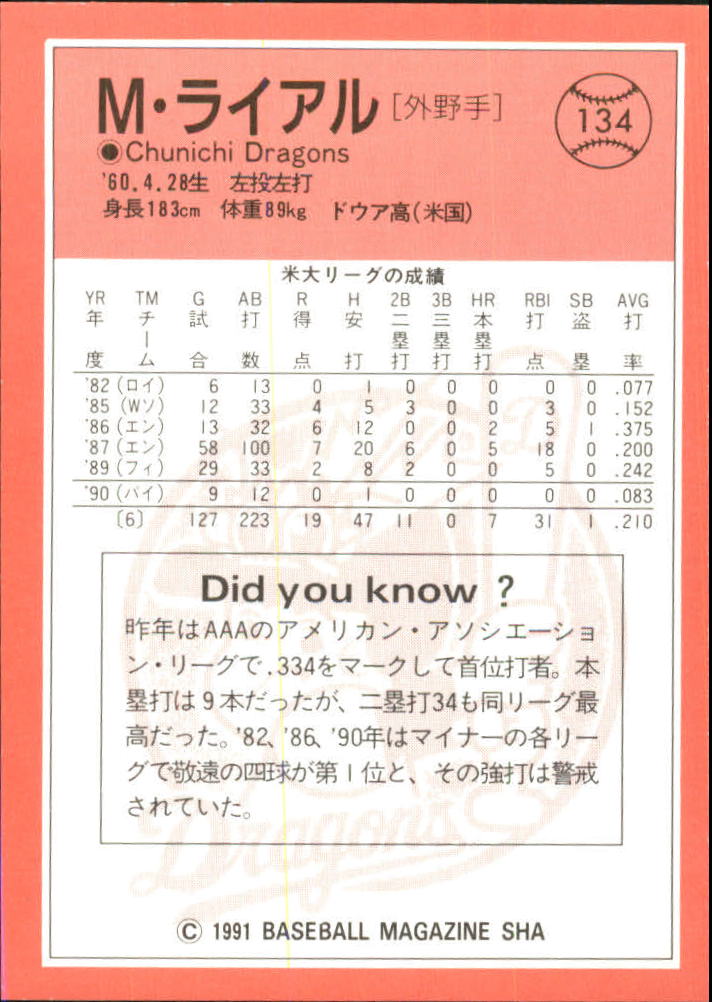 M・ライアル［外野手］
134
●Chunichi Dragons
'60.4.28生 左投左打
身長183cm 体重89kg ドウア高(米国)
米大リーグの成績
YR TM G AB R H 2B 3B HR RBI SB AVG
年度 チーム 試合 打数 得点 安打 二塁打 三塁打 本塁打 打点 盗塁 打率
'82 (ロイ) 6 13 0 1 0 0 0 0 0 .077
'85 (Wソ) 12 33 4 5 3 0 0 3 0 .152
'86 (エン) 13 32 6 12 0 0 2 5 1 .375
'87 (エン) 58 100 7 20 6 0 5 18 0 .200
'89 (フィ) 29 33 2 8 2 0 0 5 0 .242
'90 (パイ) 9 12 0 1 0 0 0 0 0 .083
〔6〕 127 223 19 47 11 0 7 31 1 .210
Did you know ?
昨年はAAAのアメリカン・アソシエーショ
ン・リーグで.334をマークして首位打者。本
塁打は9本だったが、二塁打34も同リーグ最
高だった。'82、'86、'90年はマイナーの各リー
グで敬遠の四球が第1位と、その強打は警戒
されていた。
Dragons
© 1991 BASEBALL MAGAZINE SHA